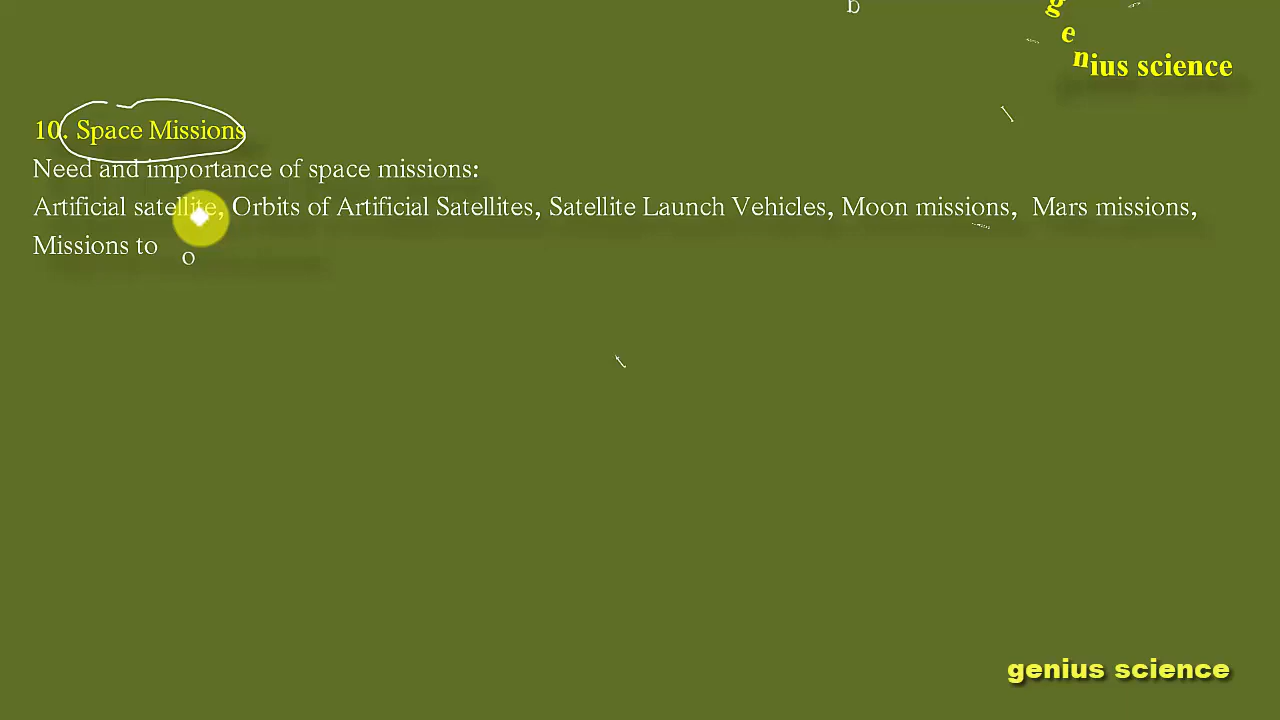 b
genius science
10. Space Missions
Need and importance of space missions:
Artificial satellite, Orbits of Artificial Satellites, Satellite Launch Vehicles, Moon missions, Mars missions,
Missions to o
genius science